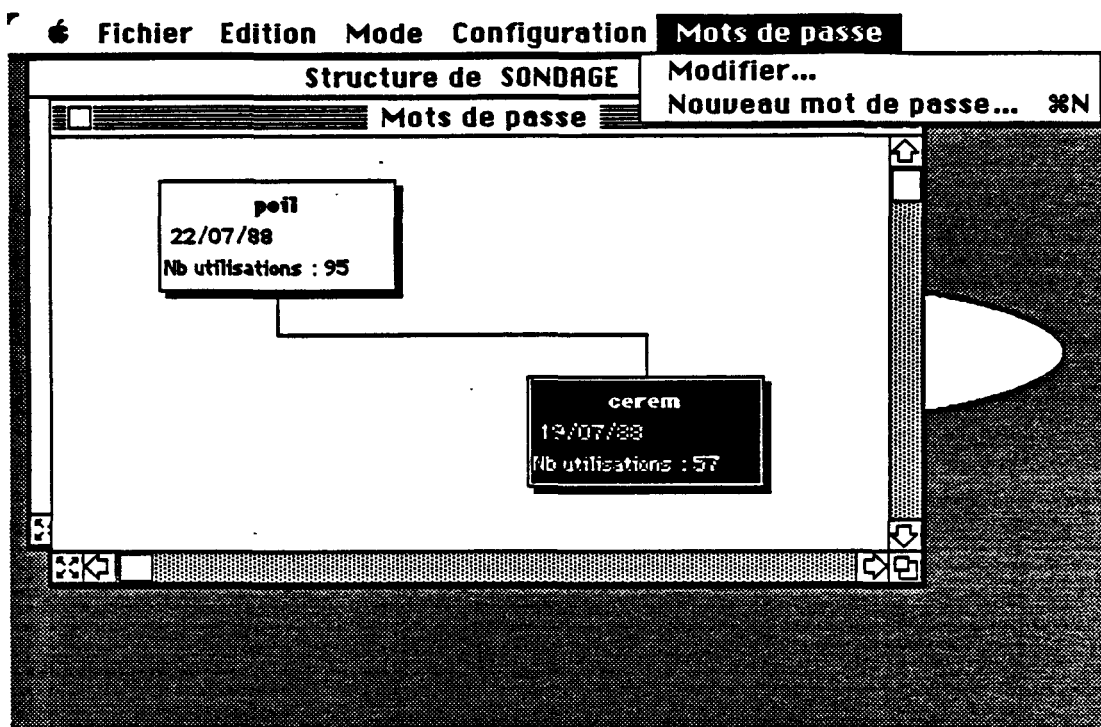 Fichier Edition Mode Configuration Mots de passe
Modifier...
Nouveau mot de passe... ⌘N
Structure de SONDAGE
Mots de passe
poil
22/07/88
Nb utilisations : 95
cerem
19/07/88
Nb utilisations : 57